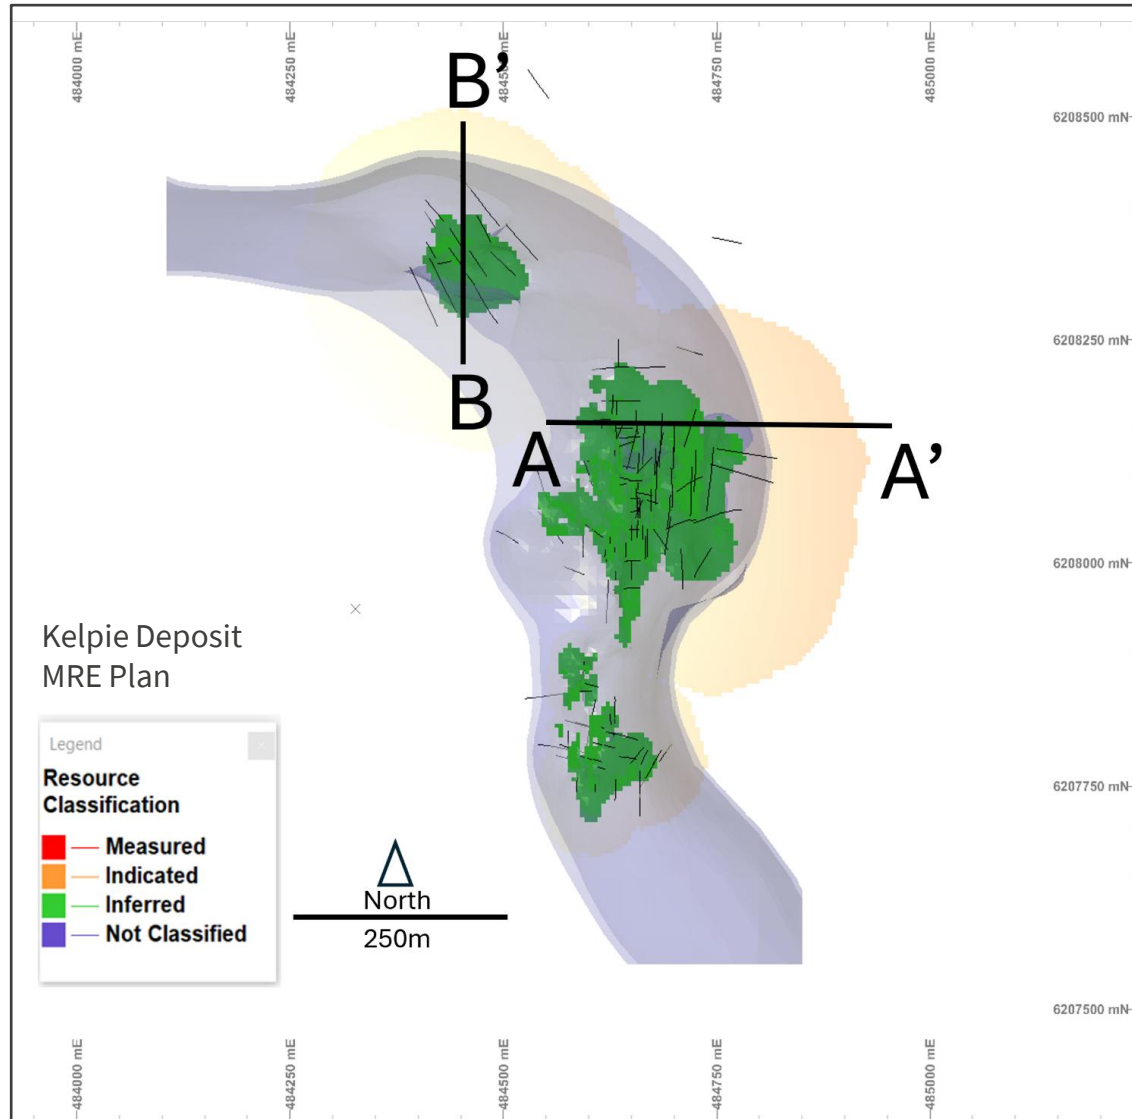 484000 mE
484250 mE
484500 mE
484750 mE
485000 mE
B’
6208500 mN
6208250 mN
B
A
A’
6208000 mN
Kelpie Deposit
MRE Plan
Legend
Resource
Classification
Measured
Indicated
Inferred
Not Classified
North
250m
6207750 mN
6207500 mN
484000 mE
484250 mE
484500 mE
484750 mE
485000 mE